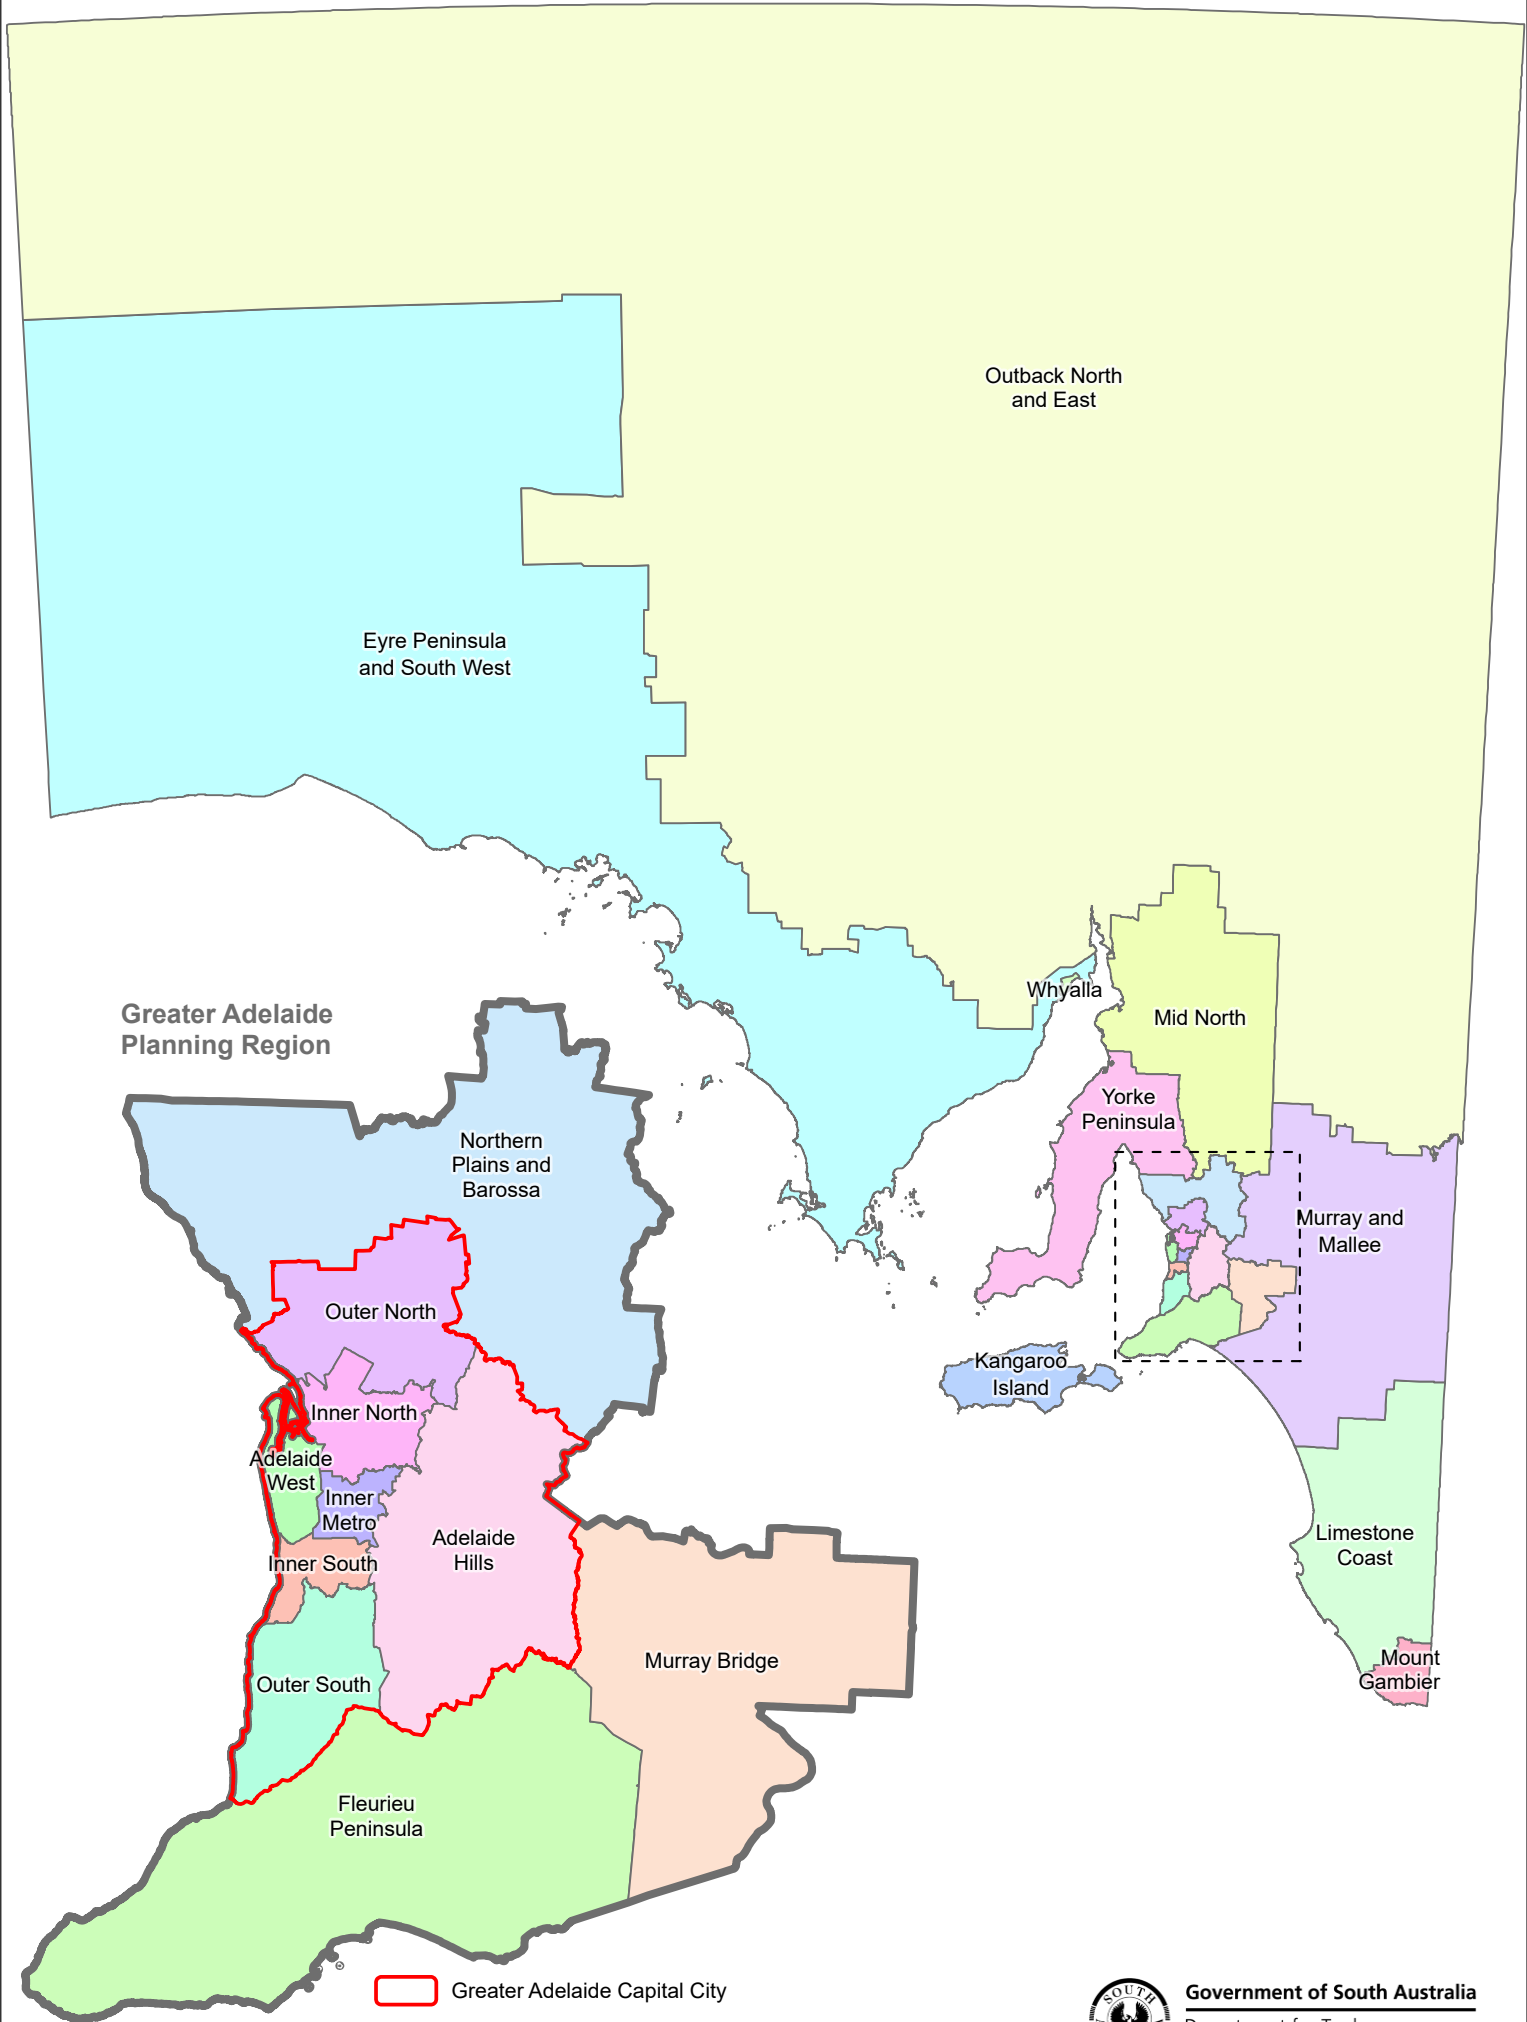 Outback North
and East
Eyre Peninsula
and South West
Whyalla
Mid North
Greater Adelaide
Planning Region
Yorke
Peninsula
Northern
Plains and
Barossa
Murray and
Mallee
Outer North
Kangaroo
Island
Inner North
Adelaide
West
Inner
Metro
Adelaide
Hills
Limestone
Coast
Inner South
Murray Bridge
Mount
Gambier
Outer South
Fleurieu
Peninsula
Greater Adelaide Capital City
SOUTH
Government of South Australia